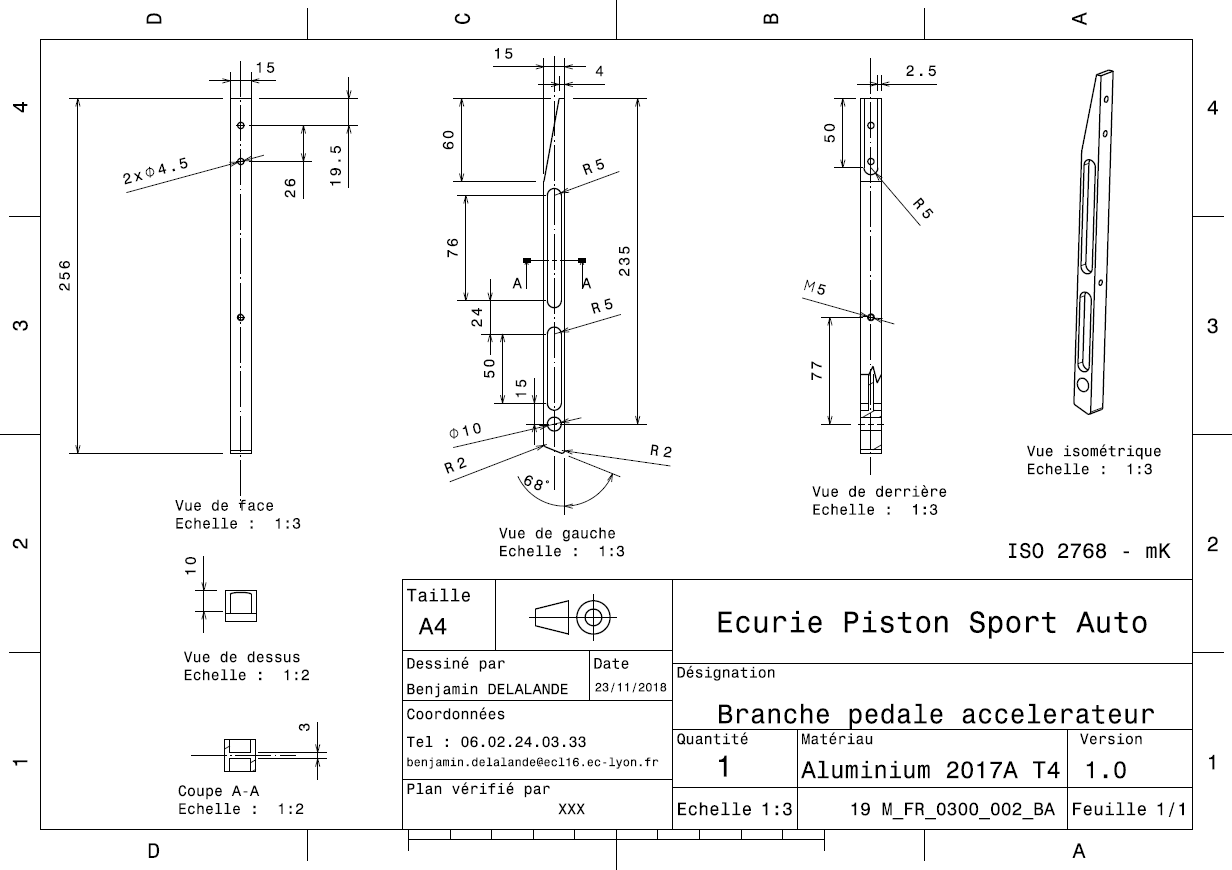 D
C
B
A
4
3
2
1
4
3
2
1
D
A
15
256
2xΦ4.5
26
19.5
Vue de face
Echelle : 1:3
15
4
60
R5
76
235
A
A
24
R5
50
15
Φ10
R2
R2
68°
Vue de gauche
Echelle : 1:3
2.5
50
R5
M5
77
Vue de derrière
Echelle : 1:3
Vue isométrique
Echelle : 1:3
10
Vue de dessus
Echelle : 1:2
3
Coupe A-A
Echelle : 1:2
ISO 2768 - mK
Taille
A4
Ecurie Piston Sport Auto
Dessiné par
Benjamin DELALANDE
Date
23/11/2018
Désignation
Branche pedale accelerateur
Coordonnées
Tel : 06.02.24.03.33
benjamin.delalande@ecl16.ec-lyon.fr
Quantité
1
Matériau
Aluminium 2017A T4
Version
1.0
Plan vérifié par
XXX
Echelle 1:3
19 M_FR_0300_002_BA
Feuille 1/1